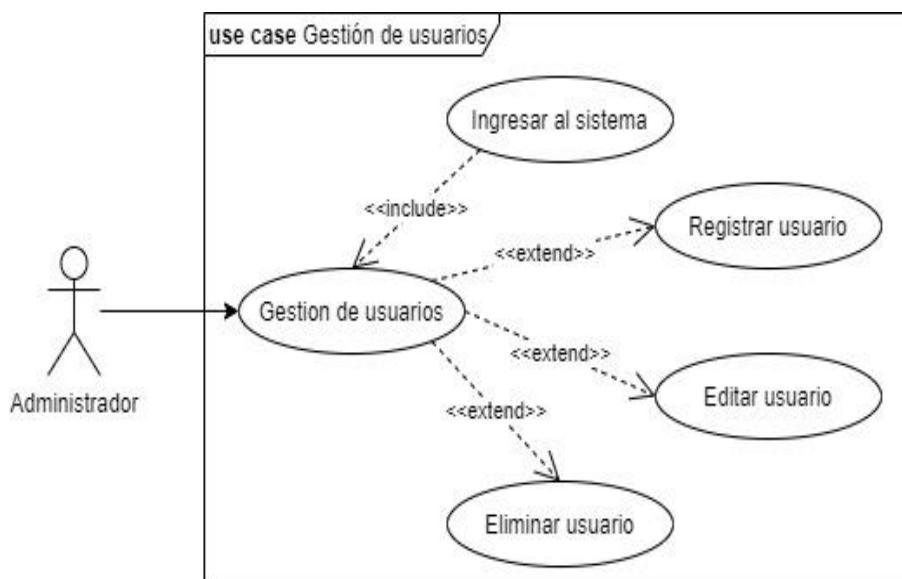 use case Gestión de usuarios
Ingresar al sistema
<<include>>
Registrar usuario
<<extend>>
Gestion de usuarios
<<extend>>
Editar usuario
Administrador
<<extend>>
Eliminar usuario